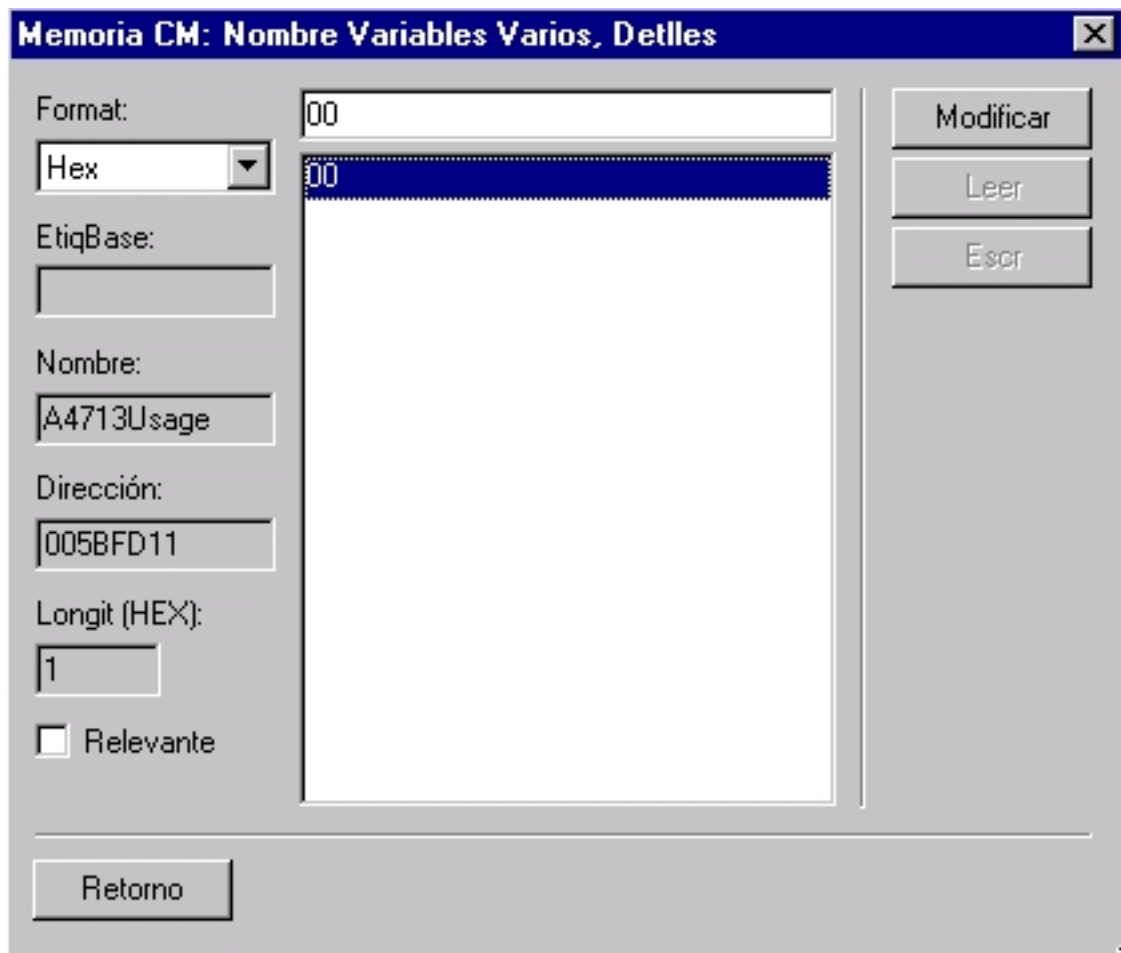 Memoria CM: Nombre Variables Varios, Detlles
Format:
Hex
EtiqBase:
Nombre:
A4713Usage
Dirección:
005BFD11
Longit (HEX):
1
Relevante
00
00
Modificar
Leer
Escr
Retorno